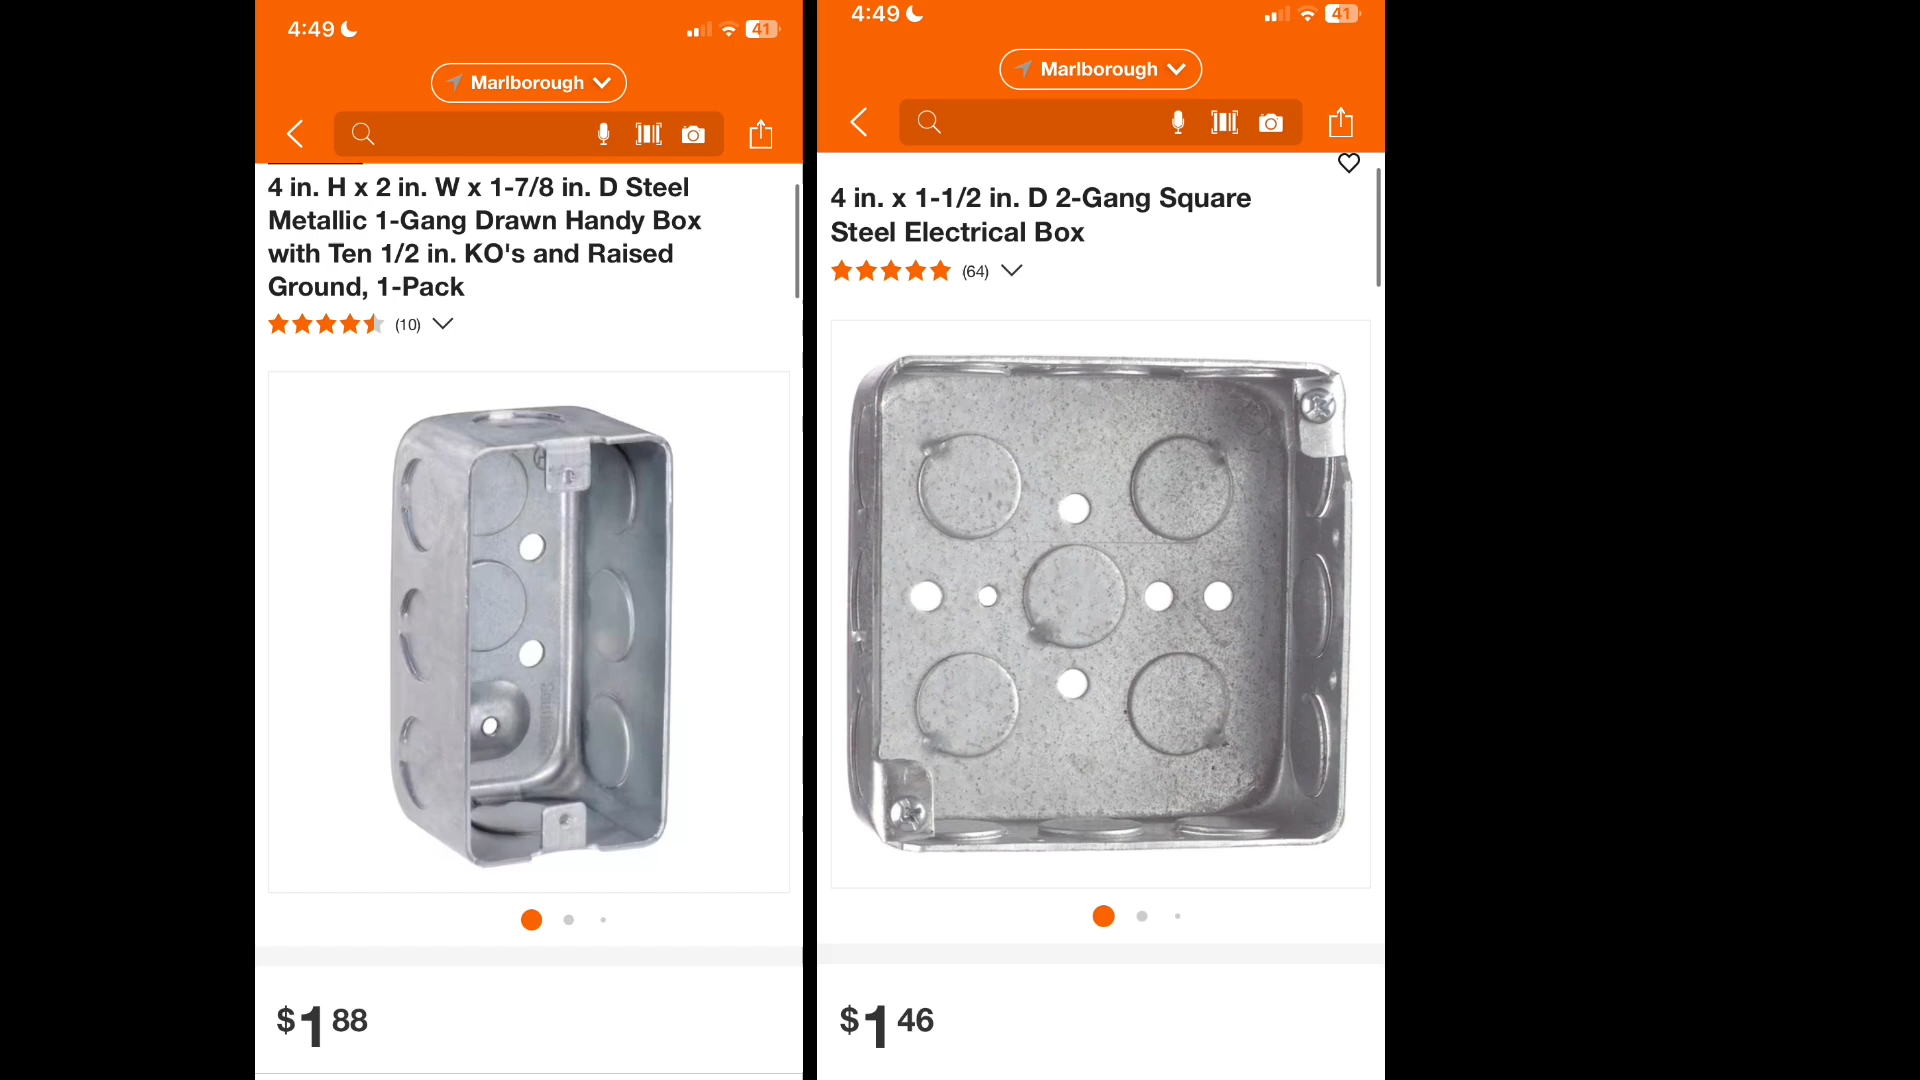 4:49
41
Marlborough
4 in. H x 2 in. W x 1-7/8 in. D Steel
Metallic 1-Gang Drawn Handy Box
with Ten 1/2 in. KO's and Raised
Ground, 1-Pack
(10)
$1 88
4:49
41
Marlborough
4 in. x 1-1/2 in. D 2-Gang Square
Steel Electrical Box
(64)
$1 46